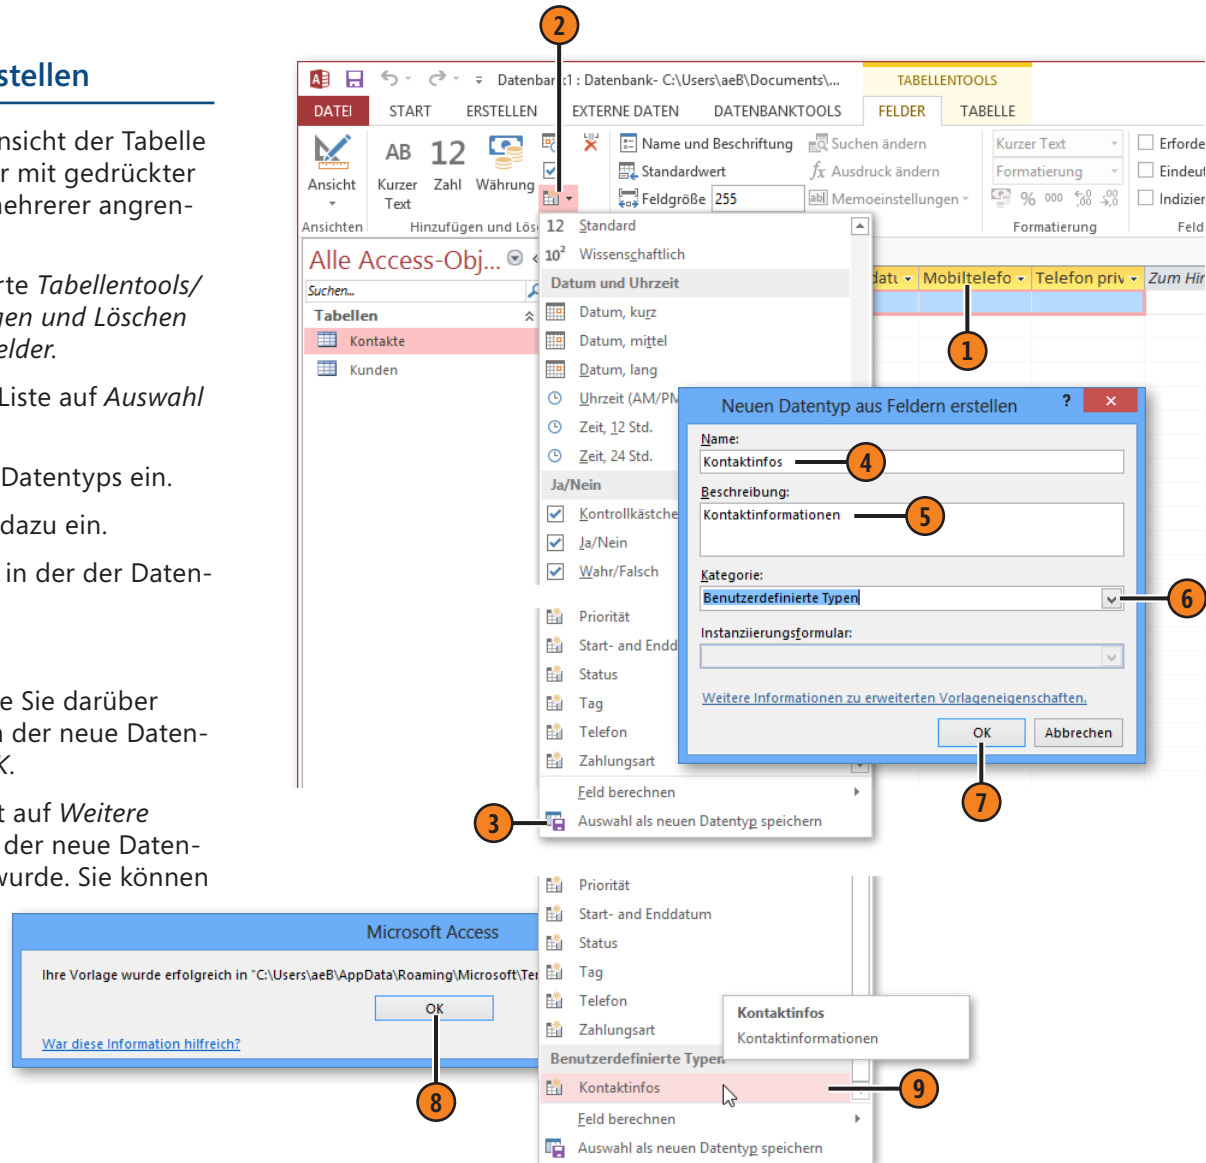 stellen
nsicht der Tabelle
r mit gedrückter
nehrerer angren-
rte Tabellentools/
gen und Löschen
elder.
Liste auf Auswahl
Datentyps ein.
dazu ein.
in der der Daten-
e Sie darüber
n der neue Daten-
K.
t auf Weitere
der neue Daten-
wurde. Sie können
2
Datenbank1 : Datenbank- C:\Users\aeB\Documents\...
TABELLENTOOLS
DATEI START ERSTELLEN EXTERNE DATEN DATENBANKTOOLS FELDER TABELLE
Ansicht
AB Kurzer Text
12 Zahl
Währung
Name und Beschriftung
Standardwert
Feldgröße 255
Suchen ändern
fx Ausdruck ändern
ab Memoeinstellungen
Kurzer Text
Formatierung
% 000 ,00 ,00
Erforde
Eindeut
Indizier
Ansichten Hinzufügen und Lös Formatierung Feld
Alle Access-Obj...
Suchen...
Tabellen
Kontakte
Kunden
datu Mobiltelefo Telefon priv Zum Hin
1
12 Standard
10² Wissenschaftlich
Datum und Uhrzeit
Datum, kurz
Datum, mittel
Datum, lang
Uhrzeit (AM/PM
Zeit, 12 Std.
Zeit, 24 Std.
Ja/Nein
Kontrollkästche
Ja/Nein
Wahr/Falsch
Priorität
Start- and Endd
Status
Tag
Telefon
Zahlungsart
Feld berechnen
3 Auswahl als neuen Datentyp speichern
Neuen Datentyp aus Feldern erstellen ?
Name:
Kontaktinfos 4
Beschreibung:
Kontaktinformationen 5
Kategorie:
Benutzerdefinierte Typen 6
Instanziierungsformular:
Weitere Informationen zu erweiterten Vorlageneigenschaften.
OK Abbrechen
7
Microsoft Access
Ihre Vorlage wurde erfolgreich in "C:\Users\aeB\AppData\Roaming\Microsoft\Ter
OK
War diese Information hilfreich?
8
Priorität
Start- and Enddatum
Status
Tag
Telefon
Zahlungsart
Benutzerdefinierte Typen
Kontaktinfos 9
Kontaktinfos
Kontaktinformationen
Feld berechnen
Auswahl als neuen Datentyp speichern